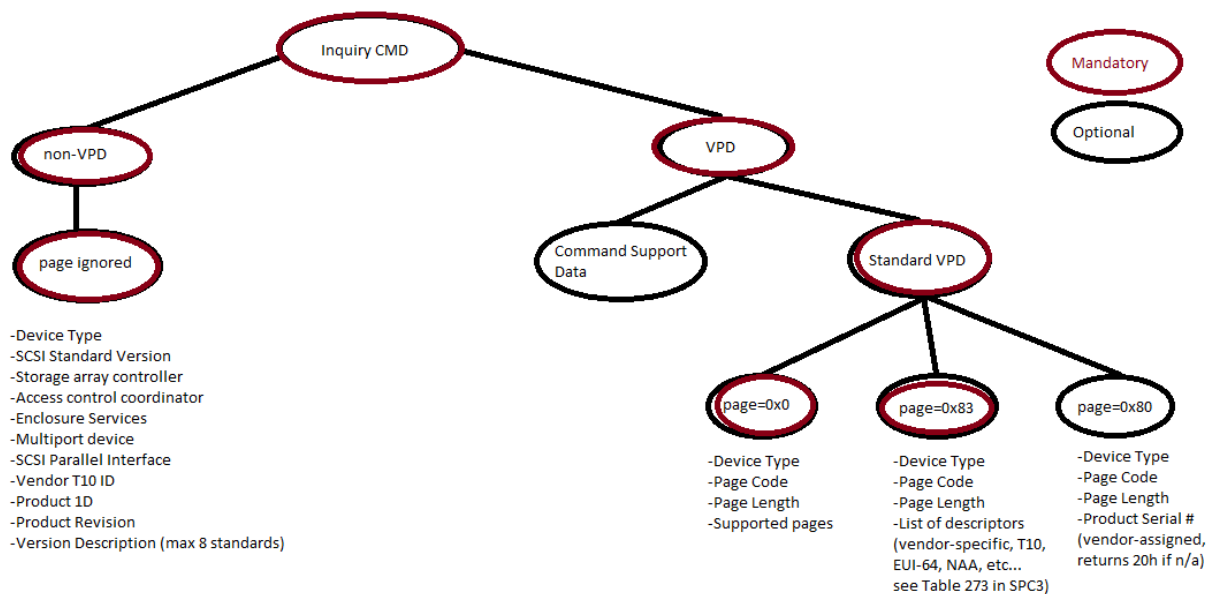 Inquiry CMD
Mandatory
Optional
non-VPD
VPD
page ignored
Command Support
Data
Standard VPD
-Device Type
-SCSI Standard Version
-Storage array controller
-Access control coordinator
-Enclosure Services
-Multiport device
-SCSI Parallel Interface
-Vendor T10 ID
-Product 1D
-Product Revision
-Version Description (max 8 standards)
page=0x0
-Device Type
-Page Code
-Page Length
-Supported pages
page=0x83
-Device Type
-Page Code
-Page Length
-List of descriptors
(vendor-specific, T10,
EUI-64, NAA, etc...
see Table 273 in SPC3)
page=0x80
-Device Type
-Page Code
-Page Length
-Product Serial #
(vendor-assigned,
returns 20h if n/a)